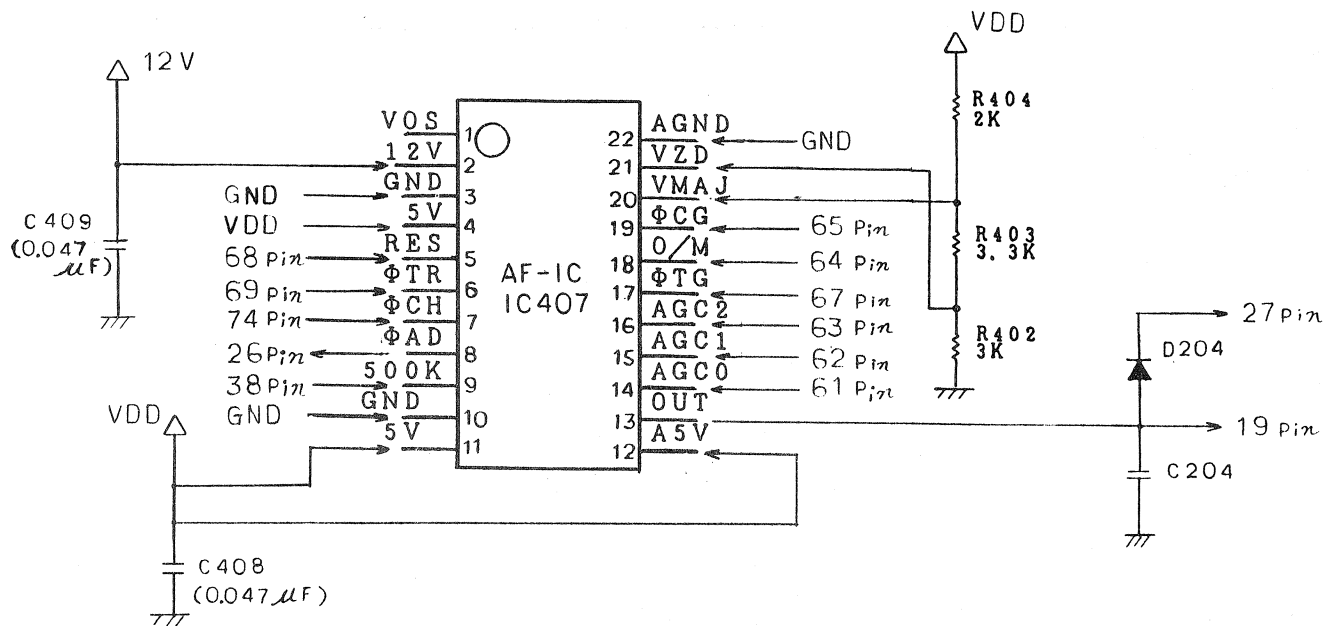 VDD
12V
R404
2K
VOS
1
22
AGND
GND
12V
2
21
VZD
GND
GND
3
20
VMAJ
C409
(0.047
μF)
VDD
5V
4
19
ΦCG
65 Pin
R403
3.3K
68 Pin
RES
5
18
O/M
64 Pin
AF-IC
IC407
69 Pin
ΦTR
6
17
ΦTG
67 Pin
74 Pin
ΦCH
7
16
AGC2
63 Pin
27 Pin
26 Pin
ΦAD
8
15
AGC1
62 Pin
R402
3K
D204
38 Pin
500K
9
14
AGC0
61 Pin
VDD
GND
GND
10
13
OUT
19 Pin
5V
11
12
A5V
C204
C408
(0.047μF)